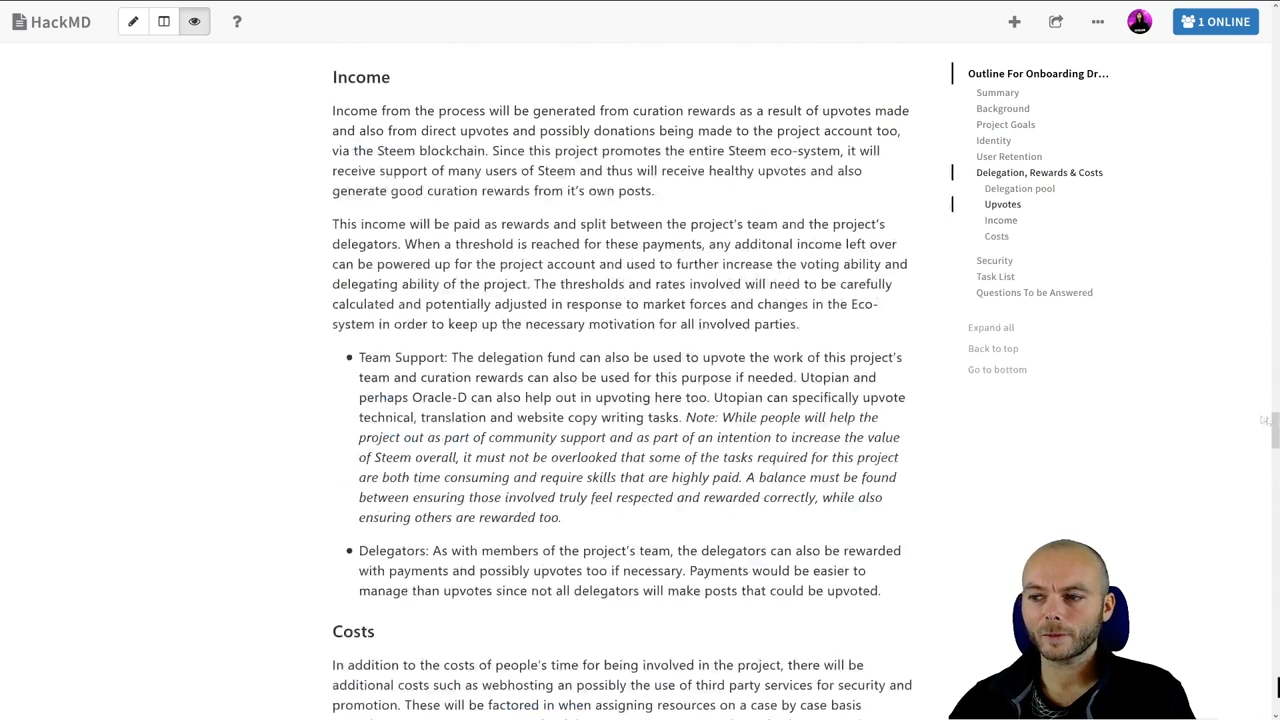 HackMD
1 ONLINE
Income
Income from the process will be generated from curation rewards as a result of upvotes made
and also from direct upvotes and possibly donations being made to the project account too,
via the Steem blockchain. Since this project promotes the entire Steem eco-system, it will
receive support of many users of Steem and thus will receive healthy upvotes and also
generate good curation rewards from it's own posts.
This income will be paid as rewards and split between the project's team and the project's
delegators. When a threshold is reached for these payments, any additonal income left over
can be powered up for the project account and used to further increase the voting ability and
delegating ability of the project. The thresholds and rates involved will need to be carefully
calculated and potentially adjusted in response to market forces and changes in the Eco-
system in order to keep up the necessary motivation for all involved parties.
Team Support: The delegation fund can also be used to upvote the work of this project's
team and curation rewards can also be used for this purpose if needed. Utopian and
perhaps Oracle-D can also help out in upvoting here too. Utopian can specifically upvote
technical, translation and website copy writing tasks. Note: While people will help the
project out as part of community support and as part of an intention to increase the value
of Steem overall, it must not be overlooked that some of the tasks required for this project
are both time consuming and require skills that are highly paid. A balance must be found
between ensuring those involved truly feel respected and rewarded correctly, while also
ensuring others are rewarded too.
Delegators: As with members of the project's team, the delegators can also be rewarded
with payments and possibly upvotes too if necessary. Payments would be easier to
manage than upvotes since not all delegators will make posts that could be upvoted.
Costs
In addition to the costs of people's time for being involved in the project, there will be
additional costs such as webhosting an possibly the use of third party services for security and
promotion. These will be factored in when assigning resources on a case by case basis
Outline For Onboarding Dr…
Summary
Background
Project Goals
Identity
User Retention
Delegation, Rewards & Costs
Delegation pool
Upvotes
Income
Costs
Security
Task List
Questions To be Answered
Expand all
Back to top
Go to bottom